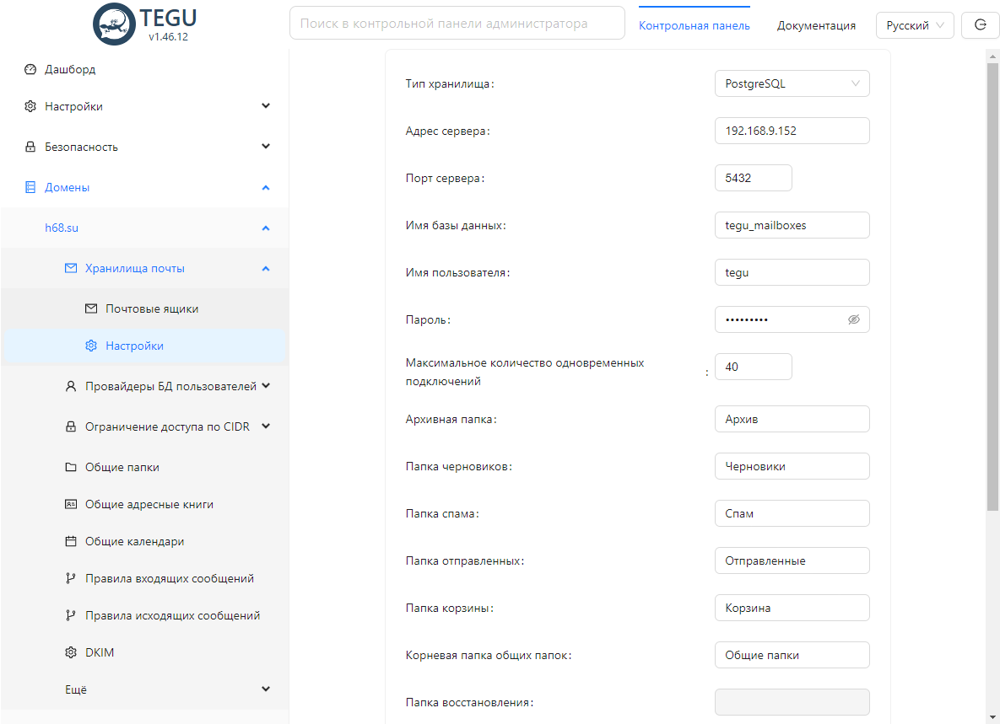 TEGU
v1.46.12
Поиск в контрольной панели администратора
Контрольная панель
Документация
Русский
Дашборд
Настройки
Безопасность
Домены
h68.su
Хранилища почты
Почтовые ящики
Настройки
Провайдеры БД пользователей
Ограничение доступа по CIDR
Общие папки
Общие адресные книги
Общие календари
Правила входящих сообщений
Правила исходящих сообщений
DKIM
Ещё
Тип хранилища: PostgreSQL
Адрес сервера: 192.168.9.152
Порт сервера: 5432
Имя базы данных: tegu_mailboxes
Имя пользователя: tegu
Пароль: •••••••••
Максимальное количество одновременных
подключений : 40
Архивная папка: Архив
Папка черновиков: Черновики
Папка спама: Спам
Папка отправленных: Отправленные
Папка корзины: Корзина
Корневая папка общих папок: Общие папки
Папка восстановления: